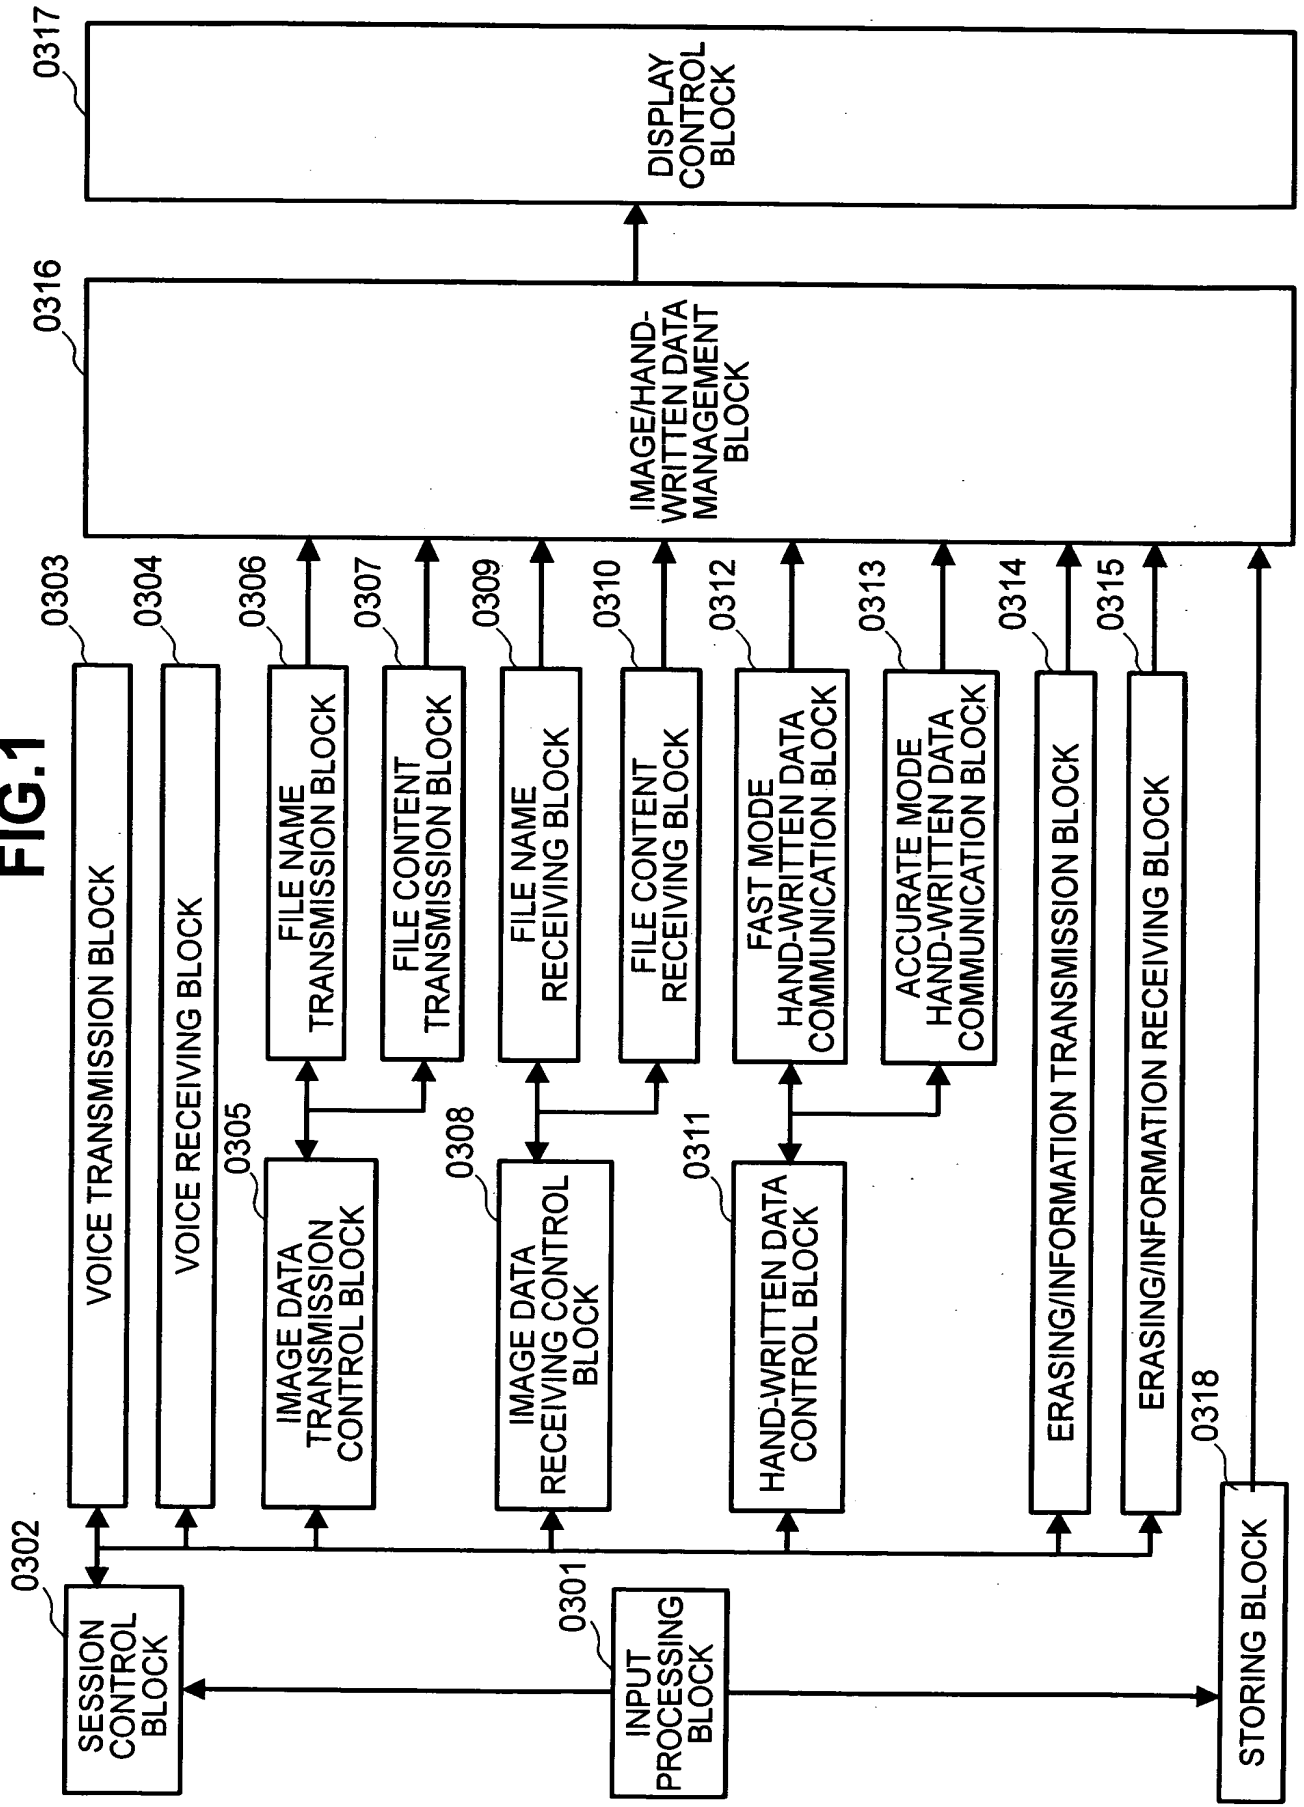 FIG.1
0302
SESSION
CONTROL
BLOCK
0301
INPUT
PROCESSING
BLOCK
0318
STORING BLOCK
0303
VOICE TRANSMISSION BLOCK
0304
VOICE RECEIVING BLOCK
0305
IMAGE DATA
TRANSMISSION
CONTROL BLOCK
0306
FILE NAME
TRANSMISSION BLOCK
0307
FILE CONTENT
TRANSMISSION BLOCK
0308
IMAGE DATA
RECEIVING CONTROL
BLOCK
0309
FILE NAME
RECEIVING BLOCK
0310
FILE CONTENT
RECEIVING BLOCK
0311
HAND-WRITTEN DATA
CONTROL BLOCK
0312
FAST MODE
HAND-WRITTEN DATA
COMMUNICATION BLOCK
0313
ACCURATE MODE
HAND-WRITTEN DATA
COMMUNICATION BLOCK
0314
ERASING/INFORMATION TRANSMISSION BLOCK
0315
ERASING/INFORMATION RECEIVING BLOCK
0316
IMAGE/HAND-
WRITTEN DATA
MANAGEMENT
BLOCK
0317
DISPLAY
CONTROL
BLOCK